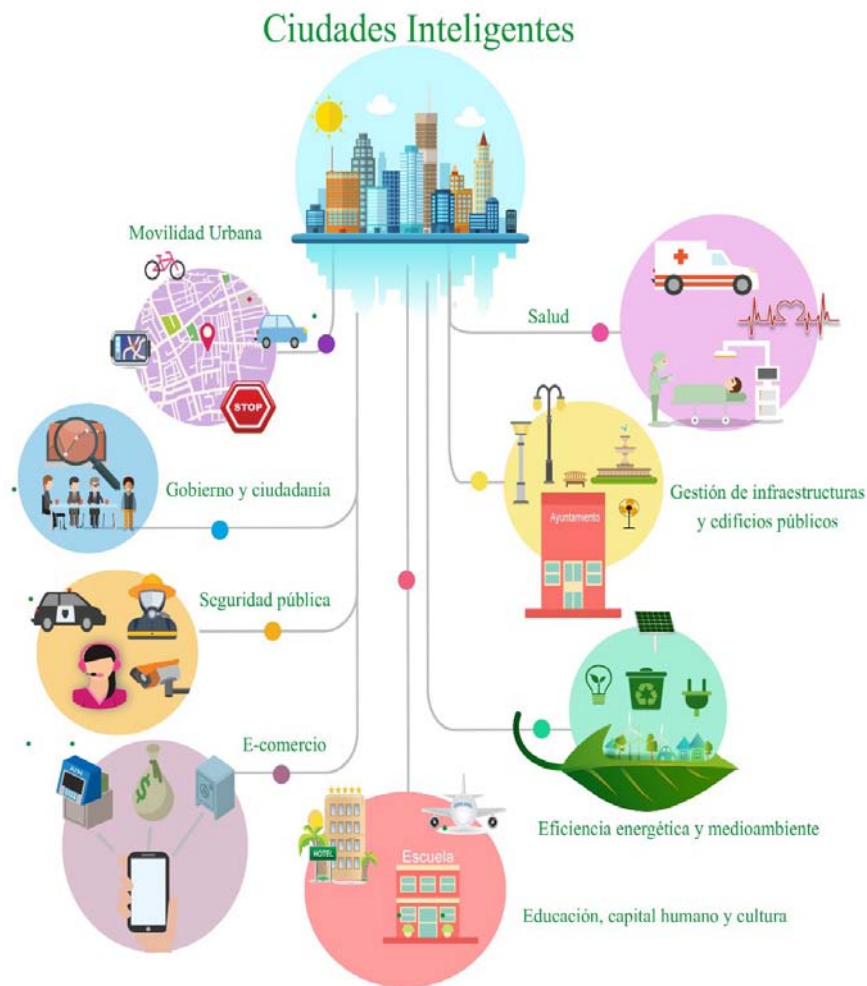 Ciudades Inteligentes
Movilidad Urbana
STOP
Salud
Gobierno y ciudadanía
Ayuntamiento
Gestión de infraestructuras
y edificios públicos
Seguridad pública
E-comercio
ATM
Eficiencia energética y medioambiente
HOTEL
Escuela
Educación, capital humano y cultura